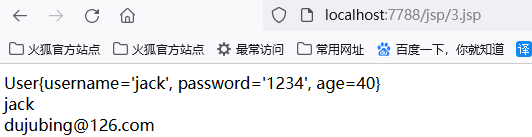 localhost:7788/jsp/3.jsp
火狐官方站点 火狐官方站点 最常访问 常用网址 百度一下，你就知道 译
User{username='jack', password='1234', age=40}
jack
dujubing@126.com